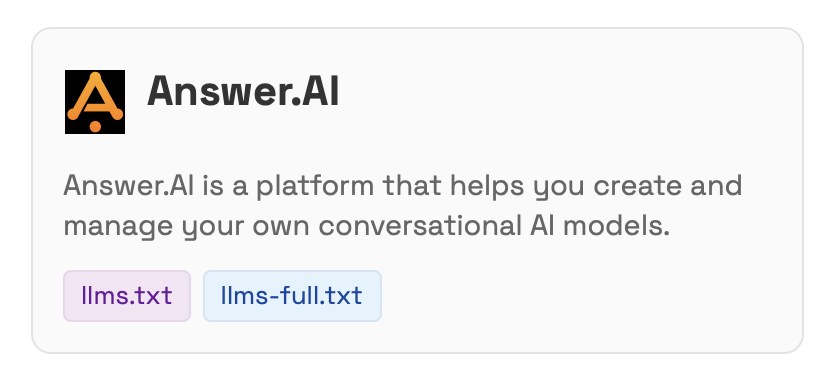 Answer.AI
Answer.AI is a platform that helps you create and
manage your own conversational AI models.
llms.txt
llms-full.txt